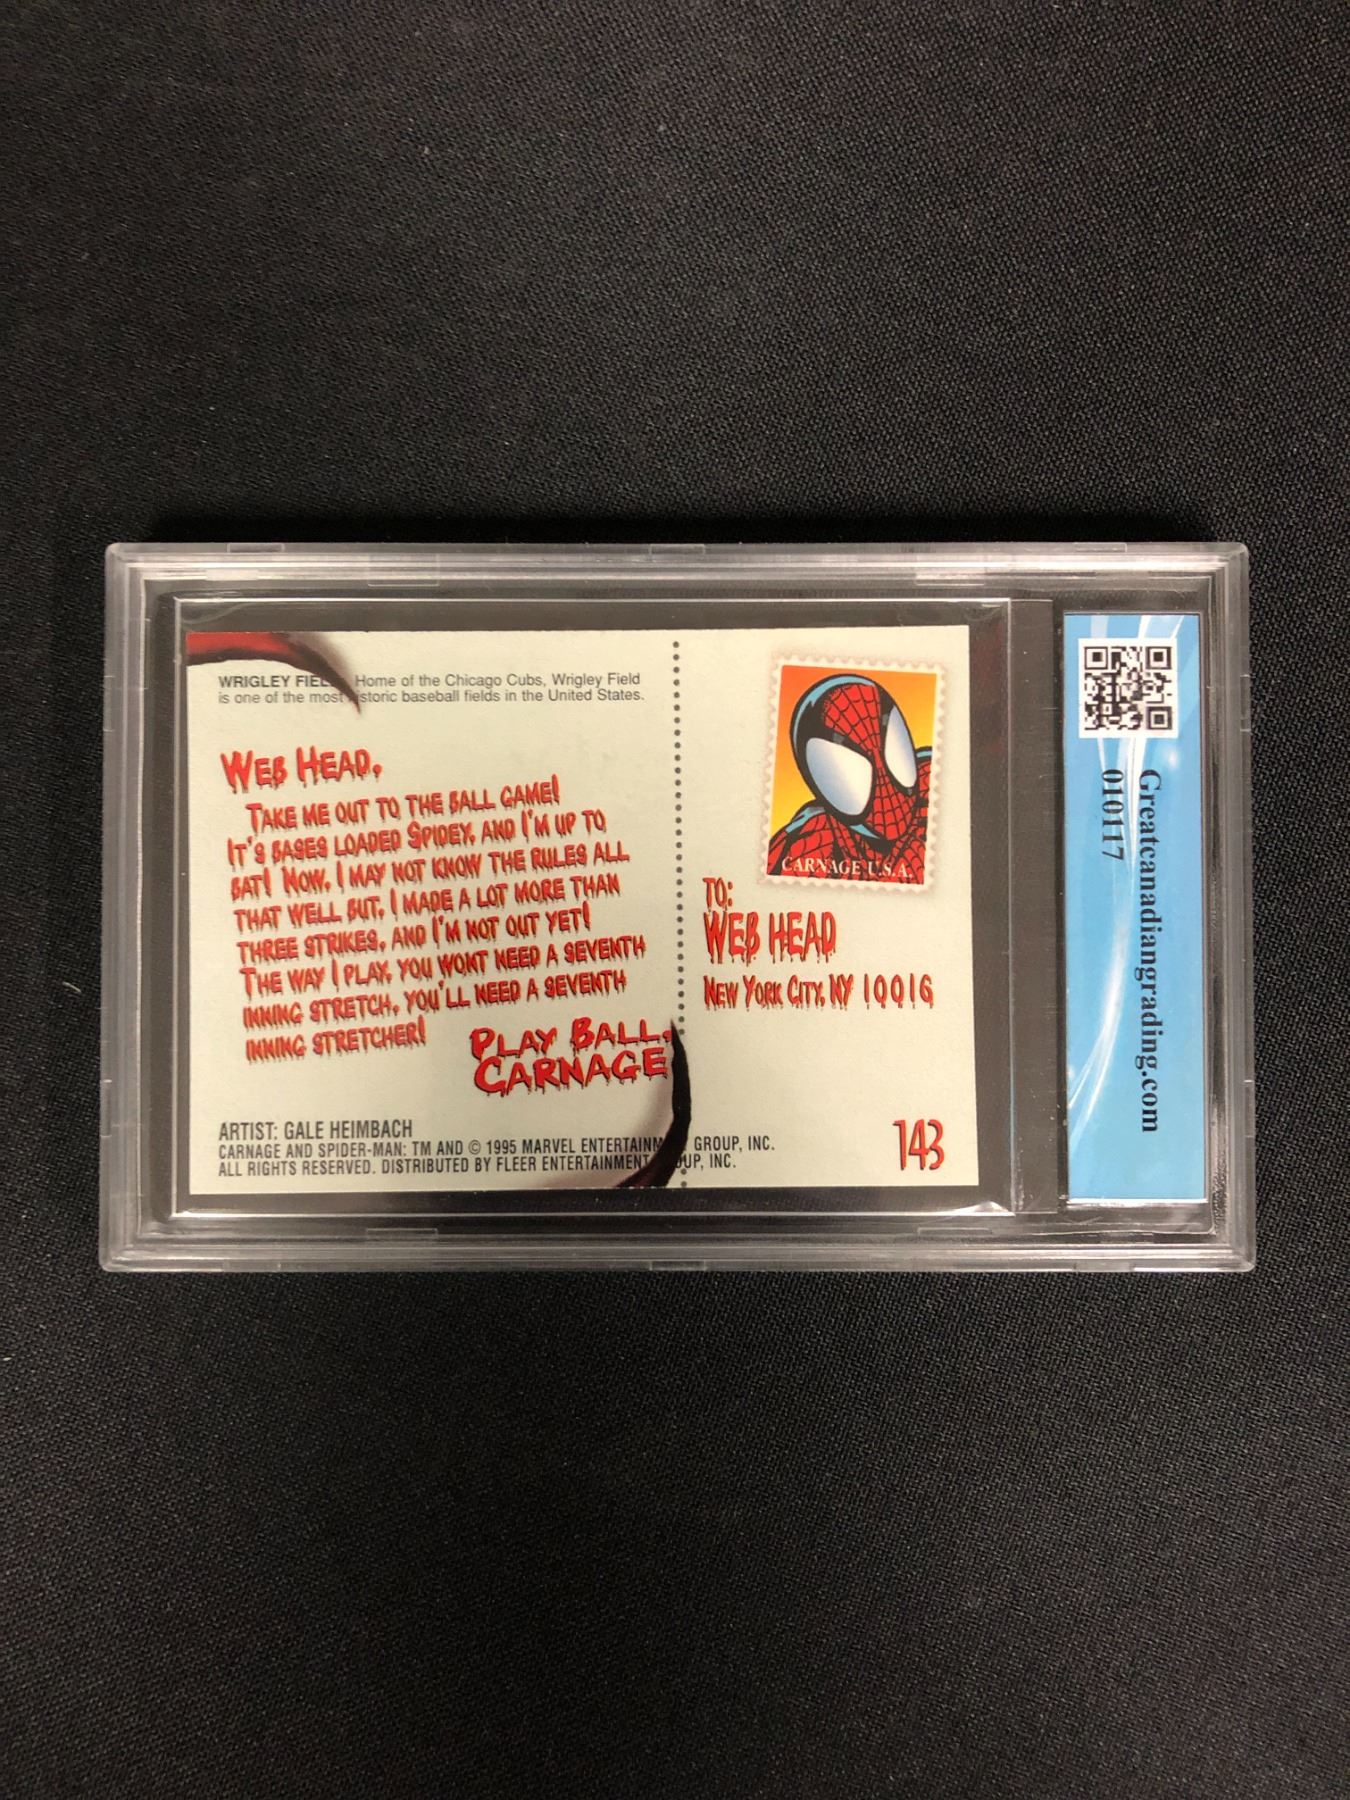 WRIGLEY FIEL Home of the Chicago Cubs, Wrigley Field
is one of the most storic baseball fields in the United States.
WEB HEAD,
TAKE ME OUT TO THE BALL GAME!
IT'S BASES LOADED SPIDEY, AND I'M UP TO
BAT! NOW, I MAY NOT KNOW THE RULES ALL
THAT WELL BUT, I MADE A LOT MORE THAN
THREE STRIKES, AND I'M NOT OUT YET!
THE WAY I PLAY, YOU WONT NEED A SEVENTH
INNING STRETCH, YOU'LL NEED A SEVENTH
INNING STRETCHER!
PLAY BALL,
CARNAGE
ARTIST: GALE HEIMBACH
CARNAGE AND SPIDER-MAN: TM AND © 1995 MARVEL ENTERTAINM GROUP, INC.
ALL RIGHTS RESERVED. DISTRIBUTED BY FLEER ENTERTAINMENT UP, INC.
CARNAGE U.S.A.
TO:
WEB HEAD
NEW YORK CITY, NY 10016
143
Greatcanadiangrading.com
010117